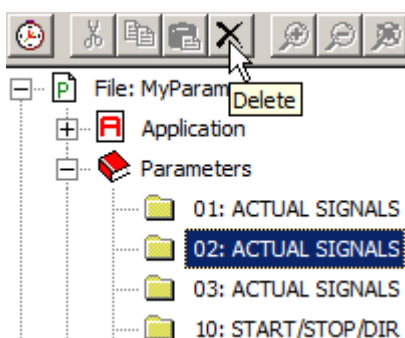 P File: MyParam
Delete
A Application
Parameters
01: ACTUAL SIGNALS
02: ACTUAL SIGNALS
03: ACTUAL SIGNALS
10: START/STOP/DIR